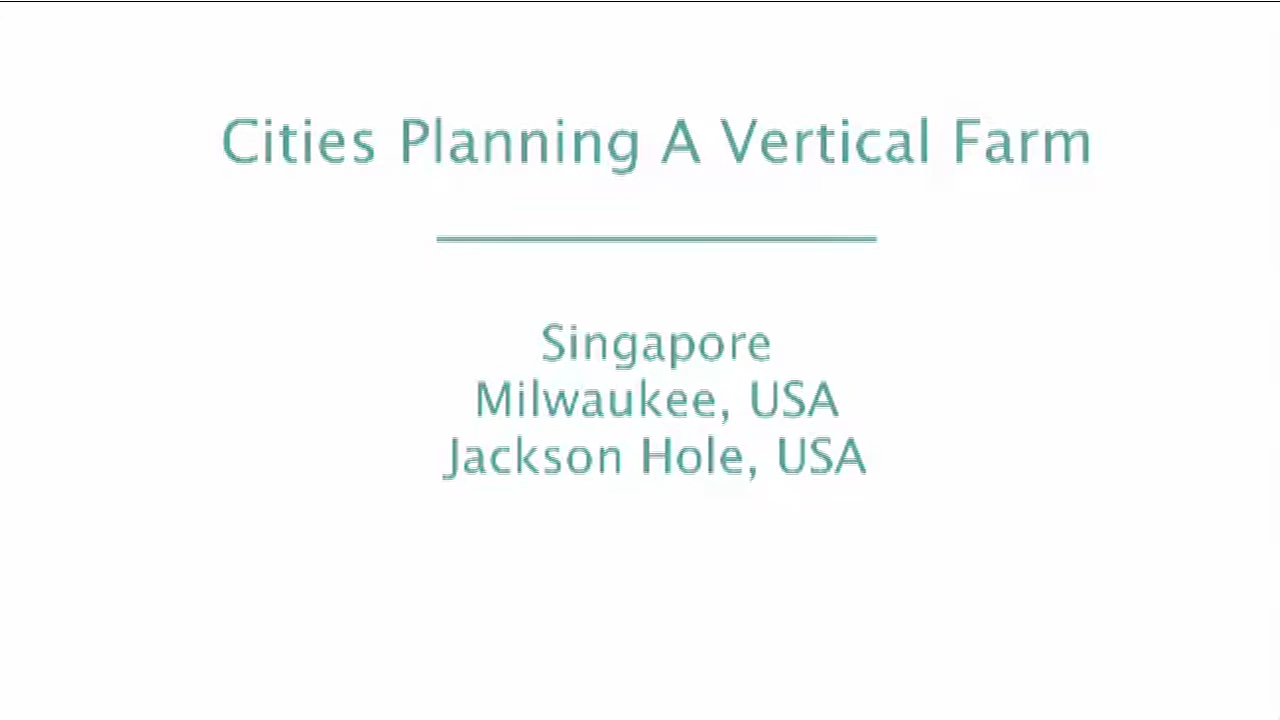 Cities Planning A Vertical Farm
Singapore
Milwaukee, USA
Jackson Hole, USA